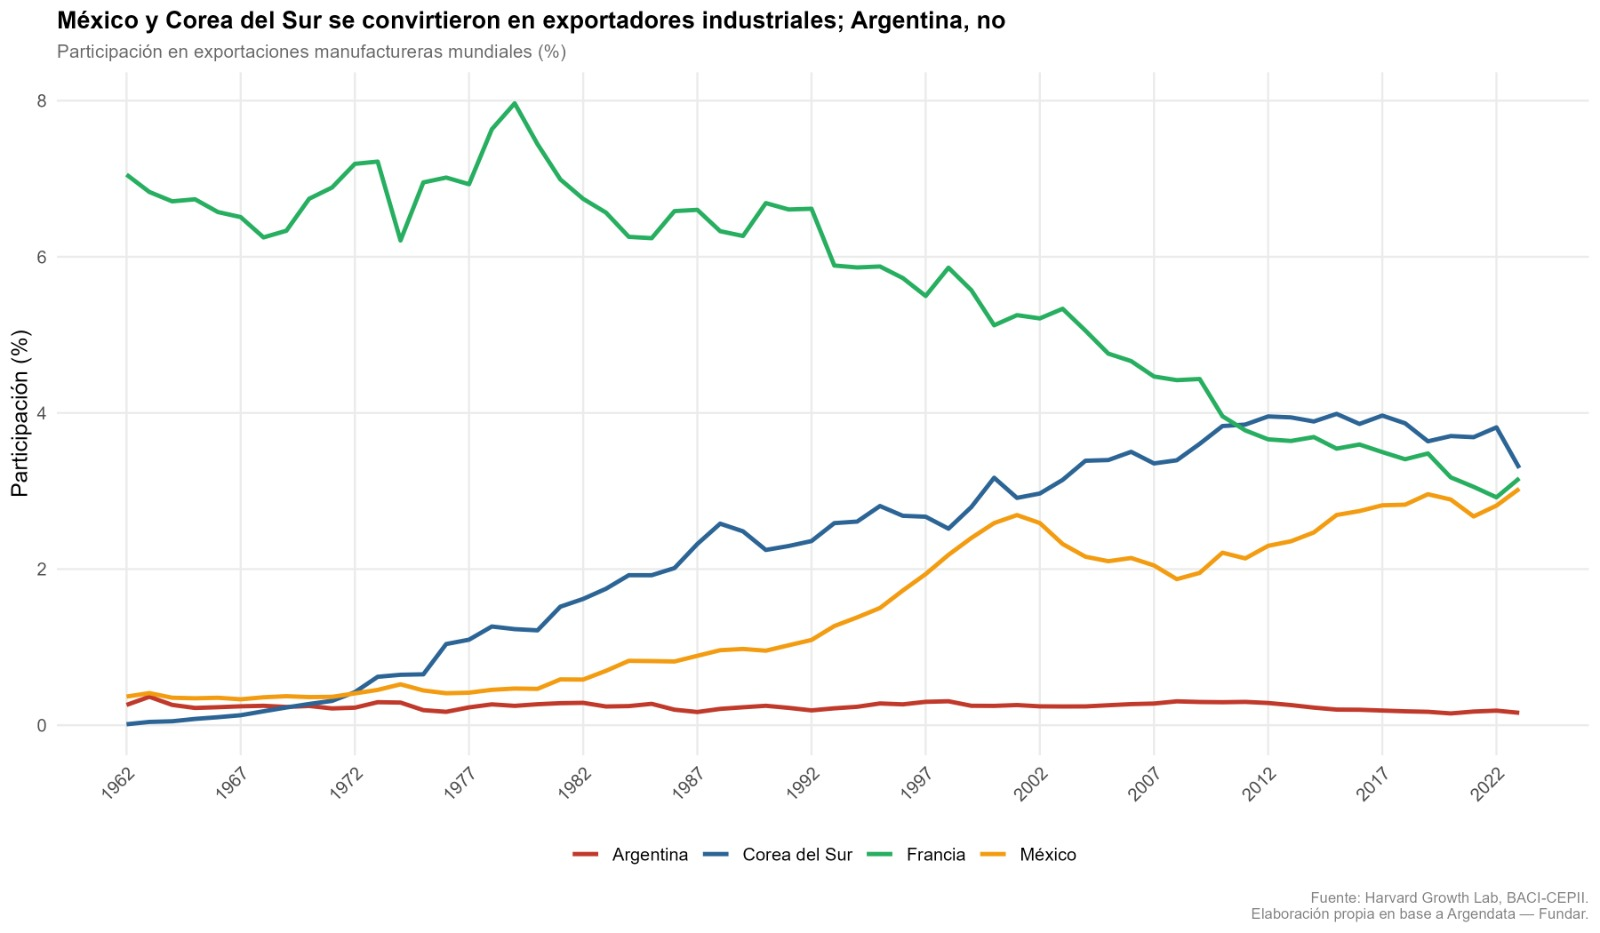 México y Corea del Sur se convirtieron en exportadores industriales; Argentina, no
Participación en exportaciones manufactureras mundiales (%)
Participación (%)
8
6
4
2
0
1962
1967
1972
1977
1982
1987
1992
1997
2002
2007
2012
2017
2022
Argentina
Corea del Sur
Francia
México
Fuente: Harvard Growth Lab, BACI-CEPII.
Elaboración propia en base a Argendata — Fundar.